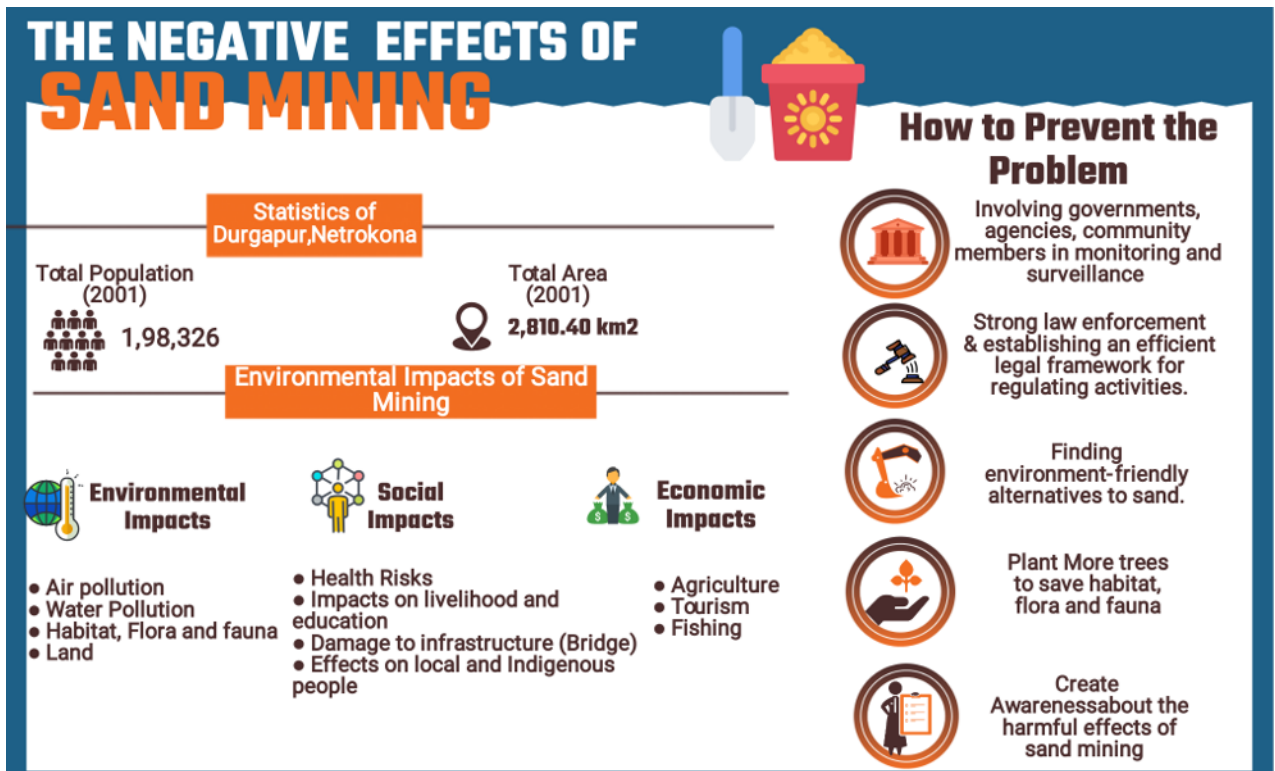 THE NEGATIVE EFFECTS OF
SAND MINING
Statistics of
Durgapur,Netrokona
Total Population
(2001)
1,98,326
Total Area
(2001)
2,810.40 km2
Environmental Impacts of Sand
Mining
Environmental
Impacts
● Air pollution
● Water Pollution
● Habitat, Flora and fauna
● Land
Social
Impacts
● Health Risks
● Impacts on livelihood and
education
● Damage to infrastructure (Bridge)
● Effects on local and Indigenous
people
Economic
Impacts
● Agriculture
● Tourism
● Fishing
How to Prevent the
Problem
Involving governments,
agencies, community
members in monitoring and
surveillance
Strong law enforcement
& establishing an efficient
legal framework for
regulating activities.
Finding
environment-friendly
alternatives to sand.
Plant More trees
to save habitat,
flora and fauna
Create
Awarenessabout the
harmful effects of
sand mining